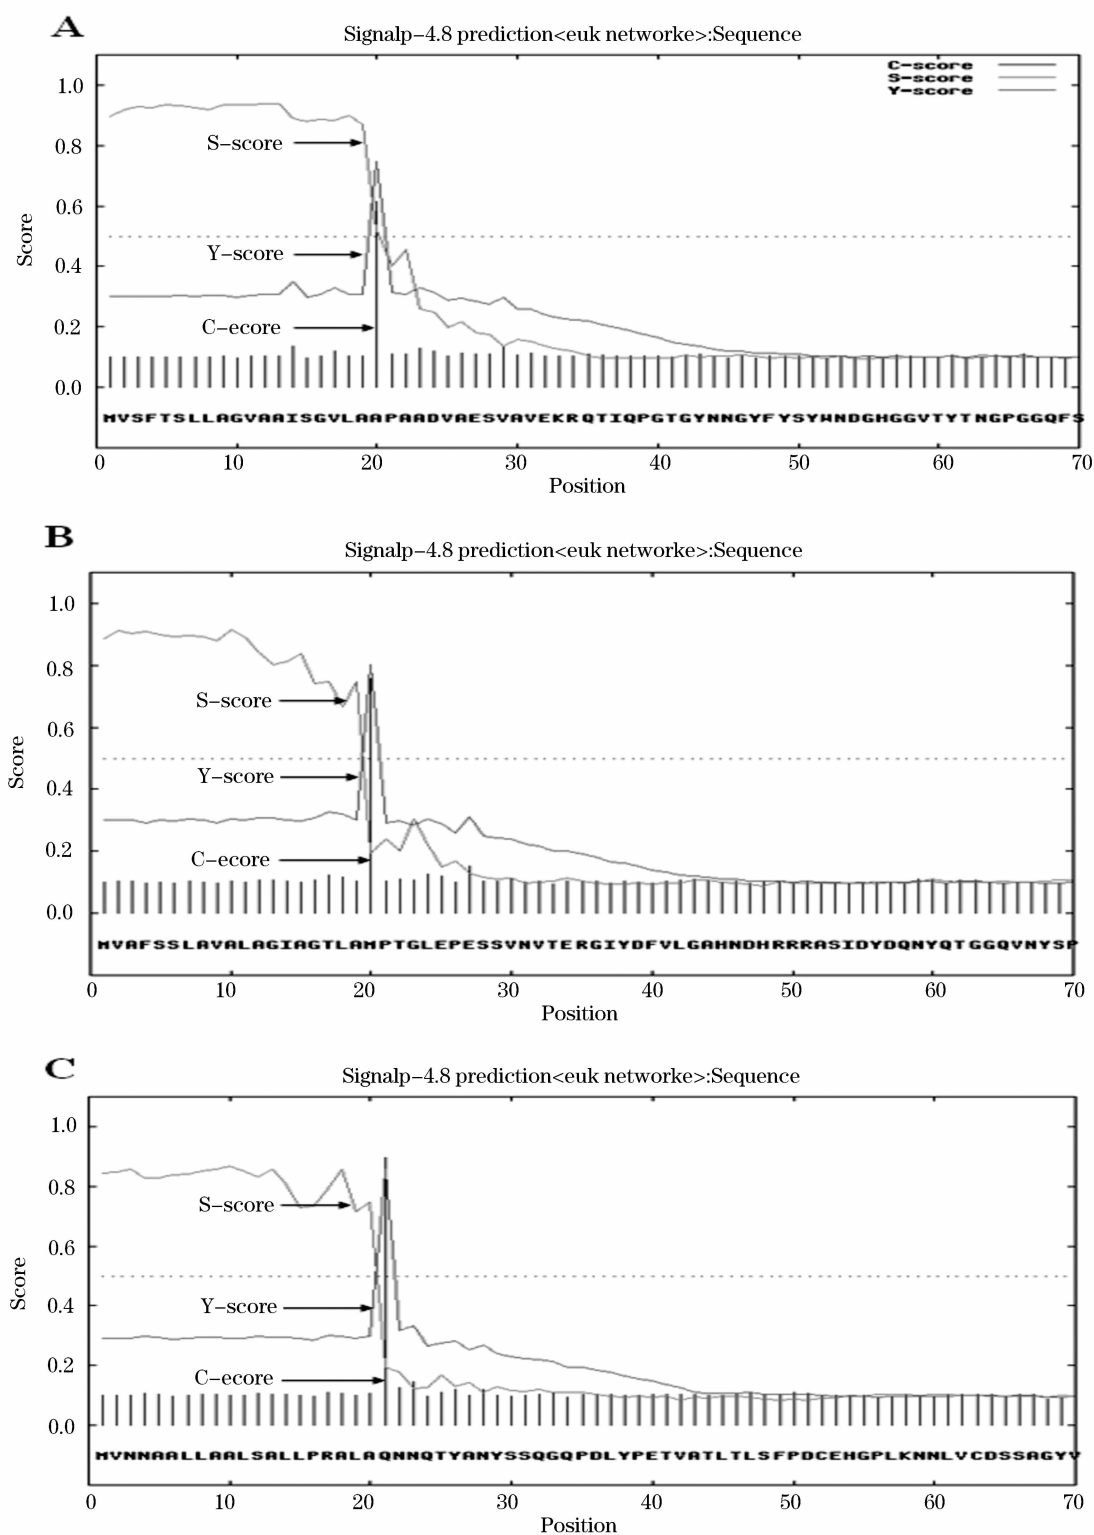 A
Signalp-4.8 prediction<euk networke>:Sequence
C-score
S-score
Y-score
1.0
0.8
0.6
0.4
0.2
0.0
Score
S-score
Y-score
C-ecore
MVSFTSLLAGVAAISGVLAAPAADVAESVAVEKRQTIQPGTGYNNGYFYSYWNDGHGGVTYTNGPGGQFS
0 10 20 30 40 50 60 70
Position
B
Signalp-4.8 prediction<euk networke>:Sequence
1.0
0.8
0.6
0.4
0.2
0.0
Score
S-score
Y-score
C-ecore
MVAFSSLAVALAGIAGTLAMPTGLEPESSVNVTERGIYDFVLGAHNDHRRRASIDYDQNYQTGGQVNYSP
0 10 20 30 40 50 60 70
Position
C
Signalp-4.8 prediction<euk networke>:Sequence
1.0
0.8
0.6
0.4
0.2
0.0
Score
S-score
Y-score
C-ecore
MVNNAALLAALSALLPRALAQNNQTYANYSSQGQPDLYPETVATLTLSFPDCEHGPLKNNLVCDSSAGYV
0 10 20 30 40 50 60 70
Position